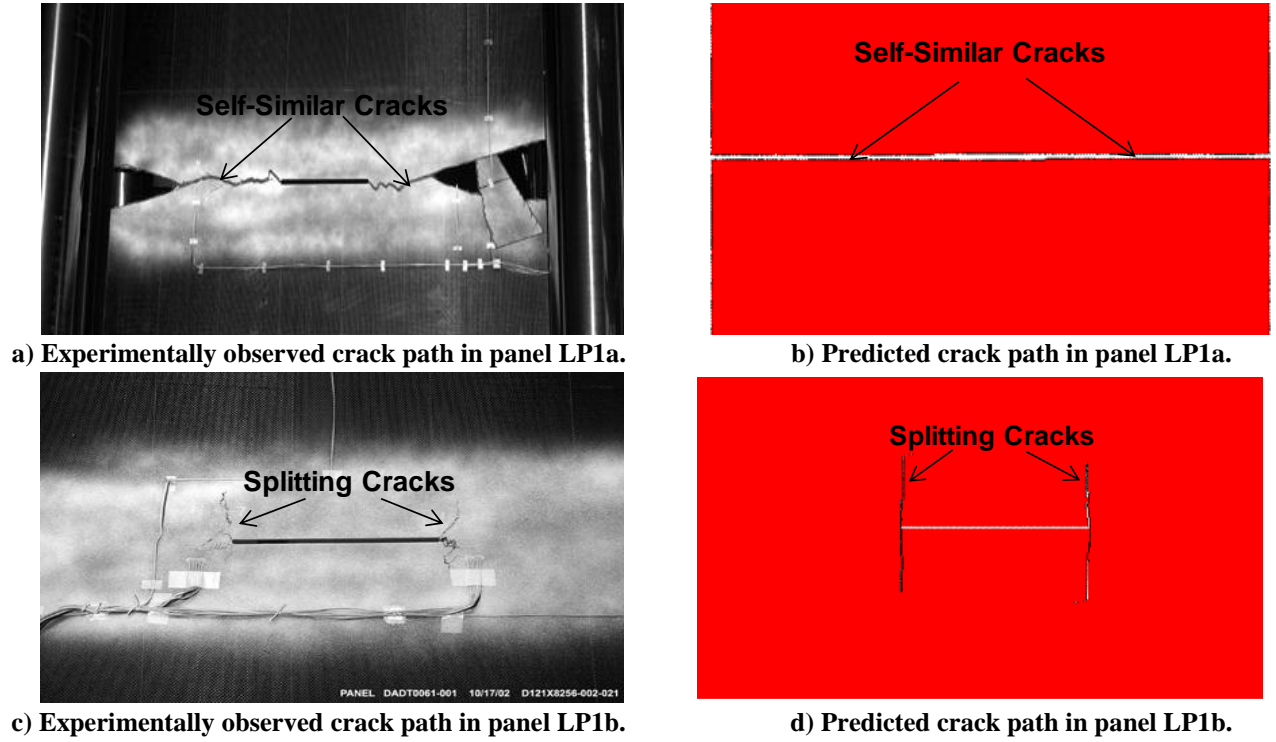 Self-Similar Cracks
Self-Similar Cracks
a) Experimentally observed crack path in panel LP1a.
b) Predicted crack path in panel LP1a.
Splitting Cracks
Splitting Cracks
PANEL DADT0061-001 10/17/02 D121X8256-002-021
c) Experimentally observed crack path in panel LP1b.
d) Predicted crack path in panel LP1b.